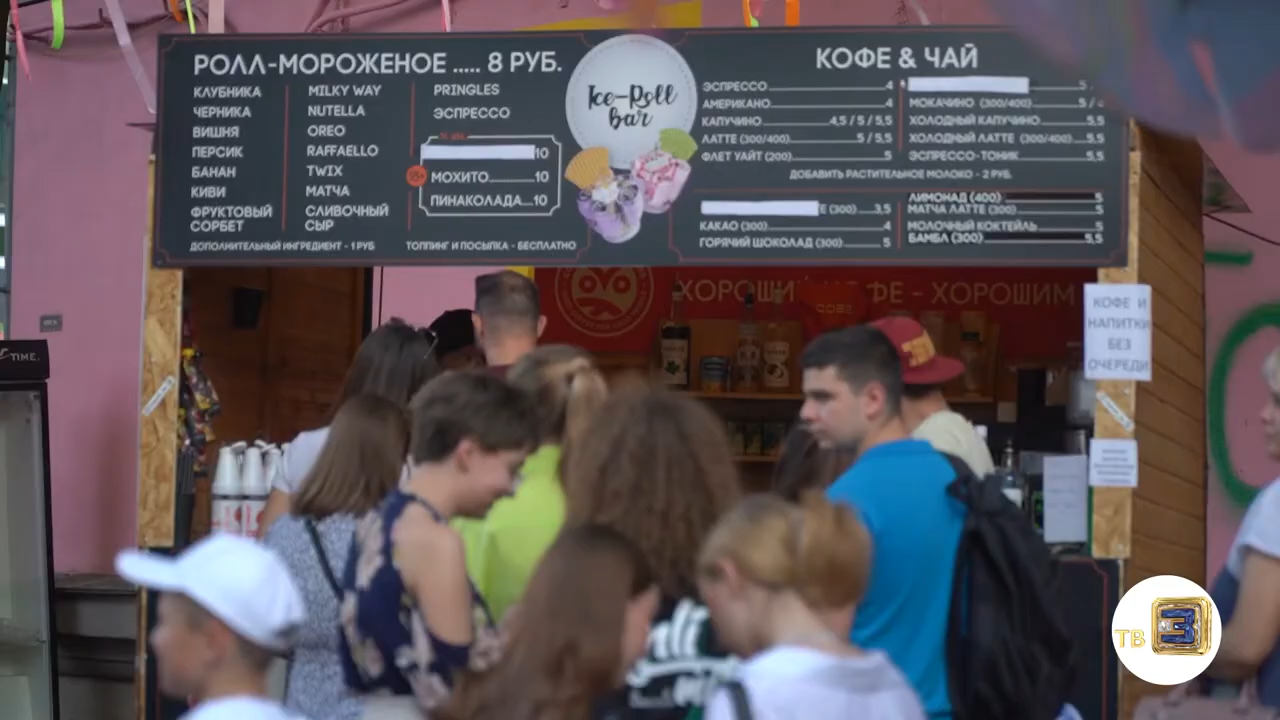 РОЛЛ-МОРОЖЕНОЕ ..... 8 РУБ.
КЛУБНИКА
ЧЕРНИКА
ВИШНЯ
ПЕРСИК
БАНАН
КИВИ
ФРУКТОВЫЙ
СОРБЕТ
MILKY WAY
NUTELLA
OREO
RAFFAELLO
TWIX
МАТЧА
СЛИВОЧНЫЙ
СЫР
PRINGLES
ЭСПРЕССО
10
МОХИТО 10
ПИНАКОЛАДА...10
ДОПОЛНИТЕЛЬНЫЙ ИНГРЕДИЕНТ - 1 РУБ
ТОППИНГ И ПОСЫПКА - БЕСПЛАТНО
Ice-Roll
bar
КОФЕ & ЧАЙ
ЭСПРЕССО 4
АМЕРИКАНО 4
КАПУЧИНО 4,5 / 5 / 5,5
ЛАТТЕ (300/400) 5 / 5,5
ФЛЕТ УАЙТ (200) 5
МОКАЧИНО (300/400)
ХОЛОДНЫЙ КАПУЧИНО 5,5
ХОЛОДНЫЙ ЛАТТЕ (300/400) 5,5
ЭСПРЕССО-ТОНИК 5,5
ДОБАВИТЬ РАСТИТЕЛЬНОЕ МОЛОКО - 2 РУБ.
Е (300) 3,5
КАКАО (300) 4
ГОРЯЧИЙ ШОКОЛАД (300) 5
ЛИМОНАД (400) 5
МАТЧА ЛАТТЕ (300) 5
МОЛОЧНЫЙ КОКТЕЙЛЬ 5
БАМБЛ (300) 5,5
ХОРОШИ ФЕ - ХОРОШИМ
КОФЕ И
НАПИТКИ
БЕЗ
ОЧЕРЕДИ
TIME.
ТВ 3